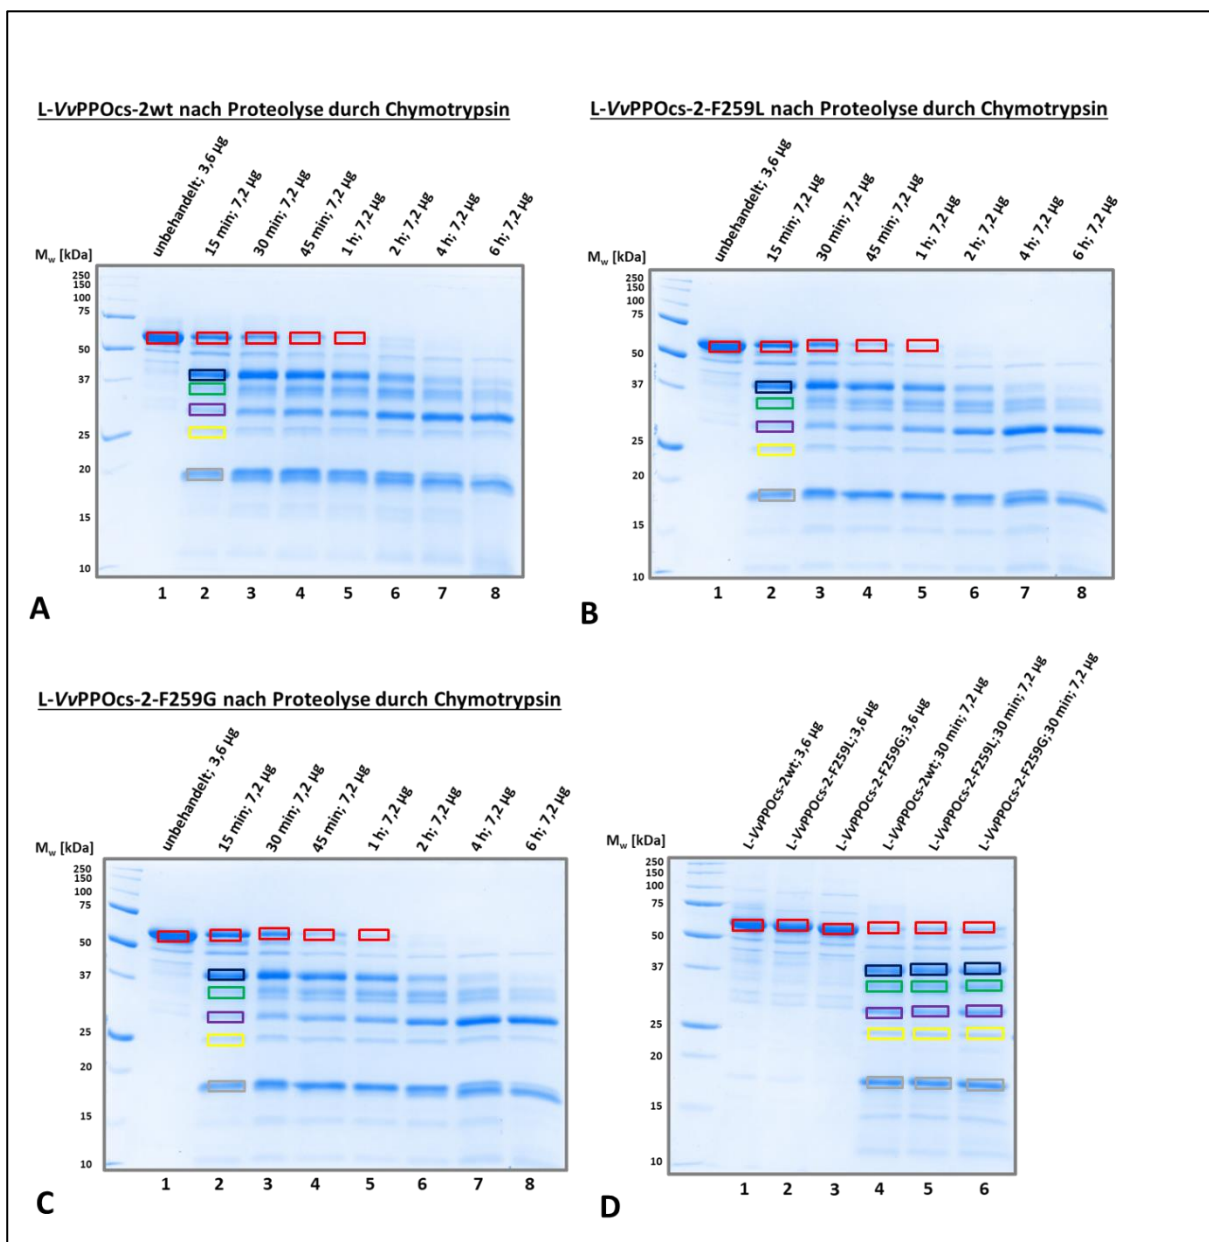 L-VvPPOcs-2wt nach Proteolyse durch Chymotrypsin
unbehandelt; 3,6 µg
15 min; 7,2 µg
30 min; 7,2 µg
45 min; 7,2 µg
1 h; 7,2 µg
2 h; 7,2 µg
4 h; 7,2 µg
6 h; 7,2 µg
Mw [kDa]
250
150
100
75
50
37
25
20
15
10
1 2 3 4 5 6 7 8
A
L-VvPPOcs-2-F259L nach Proteolyse durch Chymotrypsin
unbehandelt; 3,6 µg
15 min; 7,2 µg
30 min; 7,2 µg
45 min; 7,2 µg
1 h; 7,2 µg
2 h; 7,2 µg
4 h; 7,2 µg
6 h; 7,2 µg
Mw [kDa]
250
150
100
75
50
37
25
20
15
10
1 2 3 4 5 6 7 8
B
L-VvPPOcs-2-F259G nach Proteolyse durch Chymotrypsin
unbehandelt; 3,6 µg
15 min; 7,2 µg
30 min; 7,2 µg
45 min; 7,2 µg
1 h; 7,2 µg
2 h; 7,2 µg
4 h; 7,2 µg
6 h; 7,2 µg
Mw [kDa]
250
150
100
75
50
37
25
20
15
10
1 2 3 4 5 6 7 8
C
L-VvPPOcs-2wt; 3,6 µg
L-VvPPOcs-2-F259L; 3,6 µg
L-VvPPOcs-2-F259G; 3,6 µg
L-VvPPOcs-2wt; 30 min; 7,2 µg
L-VvPPOcs-2-F259L; 30 min; 7,2 µg
L-VvPPOcs-2-F259G; 30 min; 7,2 µg
Mw [kDa]
250
150
100
75
50
37
25
20
15
10
1 2 3 4 5 6
D